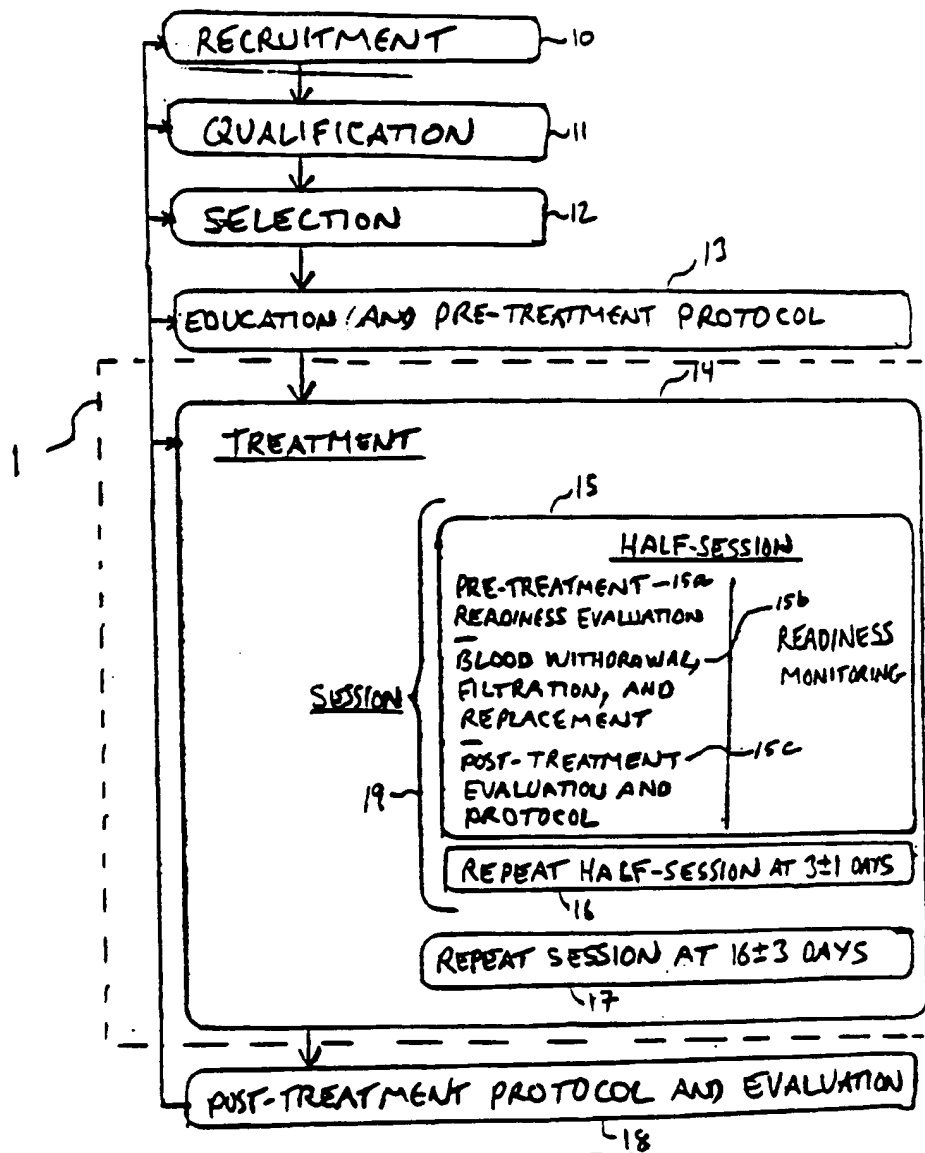 RECRUITMENT
10
QUALIFICATION
11
SELECTION
12
13
EDUCATION/AND PRE-TREATMENT PROTOCOL
14
1
TREATMENT
15
HALF-SESSION
PRE-TREATMENT 15a
READINESS EVALUATION
15b
READINESS
MONITORING
BLOOD WITHDRAWAL,
FILTRATION, AND
REPLACEMENT
SESSION
POST-TREATMENT 15c
EVALUATION AND
PROTOCOL
19
REPEAT HALF-SESSION AT 3±1 DAYS
16
REPEAT SESSION AT 16±3 DAYS
17
POST-TREATMENT PROTOCOL AND EVALUATION
18